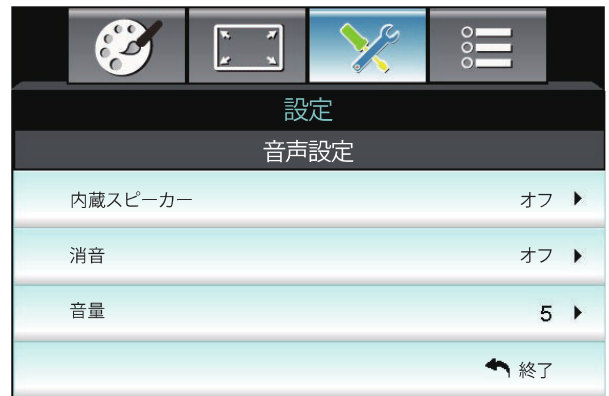 設定
音声設定
内蔵スピーカー オフ
消音 オフ
音量 5
終了